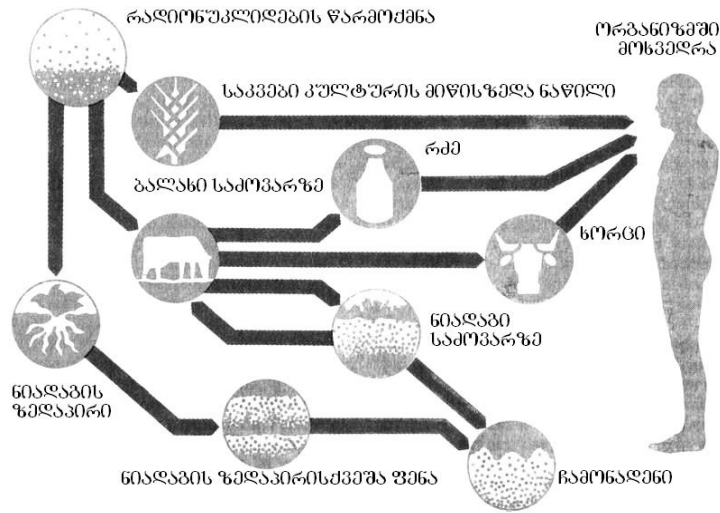 რადიონუკლიდების წარმოქმნა
ორგანიზმში
მოხვედრა
საკვები კულტურის მიწისზედა ნაწილი
რძე
ბალახი საძოვარზე
ხორცი
ნიადაგი
საძოვარზე
ნიადაგის
ზედაპირი
ნიადაგის ზედაპირისქვეშა ფენა
ჩამონადენი